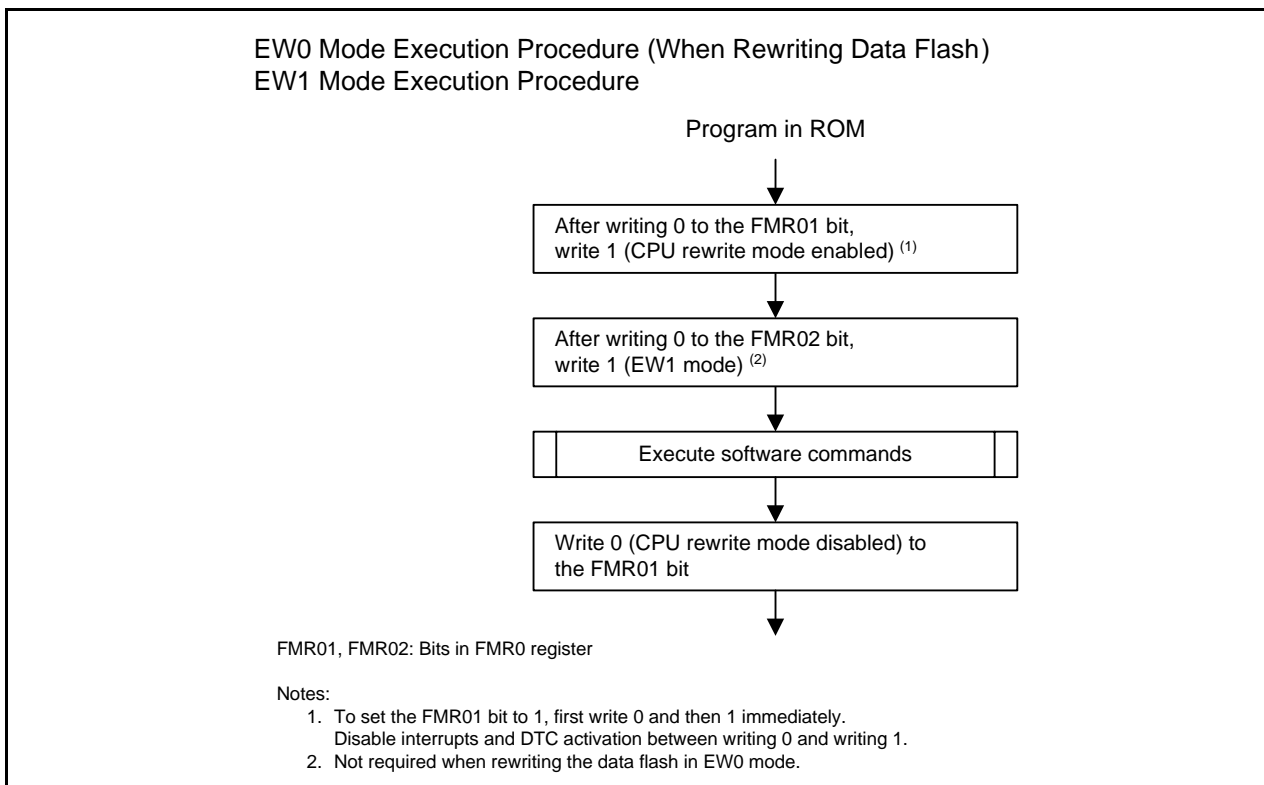 EW0 Mode Execution Procedure (When Rewriting Data Flash)
EW1 Mode Execution Procedure
Program in ROM
After writing 0 to the FMR01 bit,
write 1 (CPU rewrite mode enabled) (1)
After writing 0 to the FMR02 bit,
write 1 (EW1 mode) (2)
Execute software commands
Write 0 (CPU rewrite mode disabled) to
the FMR01 bit
FMR01, FMR02: Bits in FMR0 register
Notes:
1. To set the FMR01 bit to 1, first write 0 and then 1 immediately.
Disable interrupts and DTC activation between writing 0 and writing 1.
2. Not required when rewriting the data flash in EW0 mode.